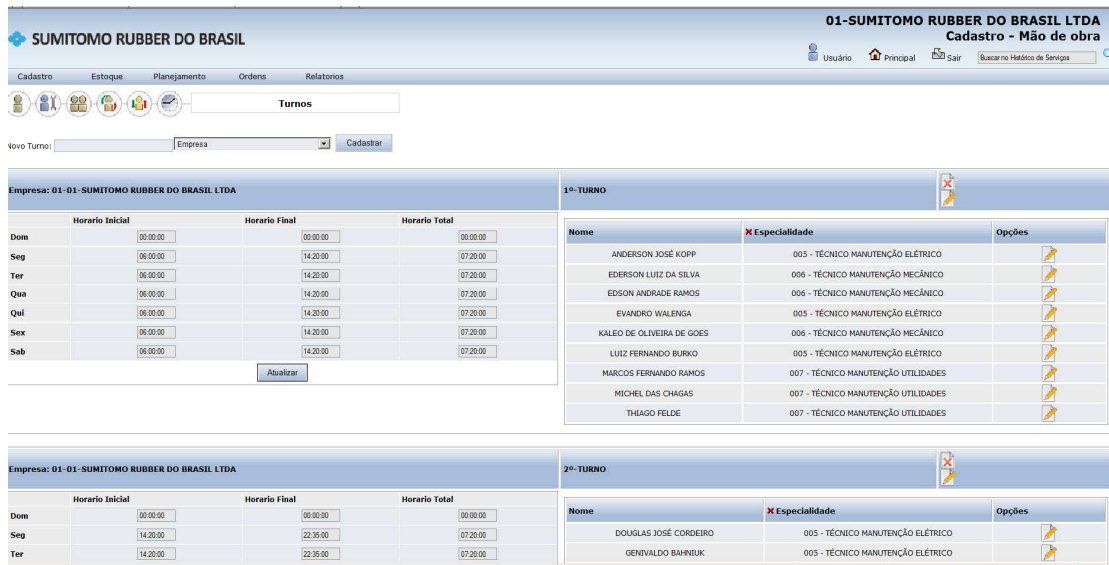 01-SUMITOMO RUBBER DO BRASIL LTDA
SUMITOMO RUBBER DO BRASIL
Cadastro - Mão de obra
Usuário Principal Sair Buscar no Histórico de Serviços
Cadastro Estoque Planejamento Ordens Relatorios
Turnos
Novo Turno: Empresa Cadastrar
Empresa: 01-01-SUMITOMO RUBBER DO BRASIL LTDA 1º-TURNO
Horario Inicial Horario Final Horario Total
Dom 00:00:00 00:00:00 00:00:00
Seg 06:00:00 14:20:00 07:20:00
Ter 06:00:00 14:20:00 07:20:00
Qua 06:00:00 14:20:00 07:20:00
Qui 06:00:00 14:20:00 07:20:00
Sex 06:00:00 14:20:00 07:20:00
Sab 06:00:00 14:20:00 07:20:00
Atualizar
Nome Especialidade Opções
ANDERSON JOSÉ KOPP 005 - TÉCNICO MANUTENÇÃO ELÉTRICO
EDERSON LUIZ DA SILVA 006 - TÉCNICO MANUTENÇÃO MECÂNICO
EDSON ANDRADE RAMOS 006 - TÉCNICO MANUTENÇÃO MECÂNICO
EVANDRO WALENGA 005 - TÉCNICO MANUTENÇÃO ELÉTRICO
KALEO DE OLIVEIRA DE GOES 006 - TÉCNICO MANUTENÇÃO MECÂNICO
LUIZ FERNANDO BURKO 005 - TÉCNICO MANUTENÇÃO ELÉTRICO
MARCOS FERNANDO RAMOS 007 - TÉCNICO MANUTENÇÃO UTILIDADES
MICHEL DAS CHAGAS 007 - TÉCNICO MANUTENÇÃO UTILIDADES
THIAGO FELDE 007 - TÉCNICO MANUTENÇÃO UTILIDADES
Empresa: 01-01-SUMITOMO RUBBER DO BRASIL LTDA 2º-TURNO
Horario Inicial Horario Final Horario Total
Dom 00:00:00 00:00:00 00:00:00
Seg 14:20:00 22:35:00 07:20:00
Ter 14:20:00 22:35:00 07:20:00
Nome Especialidade Opções
DOUGLAS JOSÉ CORDEIRO 005 - TÉCNICO MANUTENÇÃO ELÉTRICO
GENIVALDO BAHNIUK 005 - TÉCNICO MANUTENÇÃO ELÉTRICO